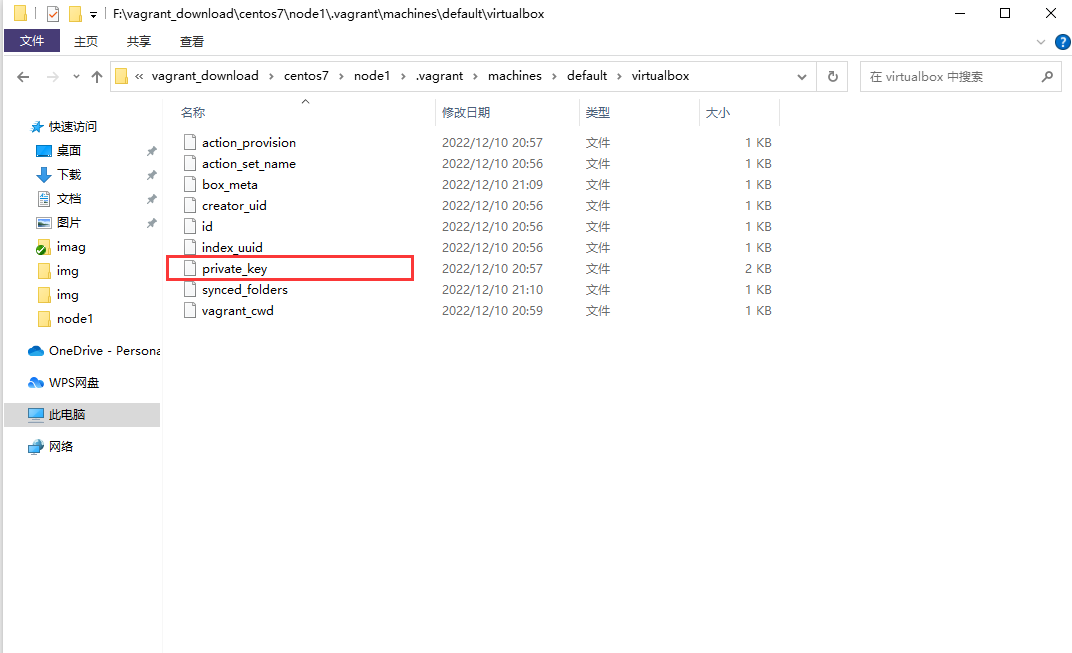 F:\vagrant_download\centos7\node1\.vagrant\machines\default\virtualbox
文件 主页 共享 查看
« vagrant_download › centos7 › node1 › .vagrant › machines › default › virtualbox
在 virtualbox 中搜索
快速访问
桌面
下载
文档
图片
imag
img
img
node1
OneDrive - Persona
WPS网盘
此电脑
网络
名称 修改日期 类型 大小
action_provision 2022/12/10 20:57 文件 1 KB
action_set_name 2022/12/10 20:56 文件 1 KB
box_meta 2022/12/10 21:09 文件 1 KB
creator_uid 2022/12/10 20:56 文件 1 KB
id 2022/12/10 20:56 文件 1 KB
index_uuid 2022/12/10 20:56 文件 1 KB
private_key 2022/12/10 20:57 文件 2 KB
synced_folders 2022/12/10 21:10 文件 1 KB
vagrant_cwd 2022/12/10 20:59 文件 1 KB